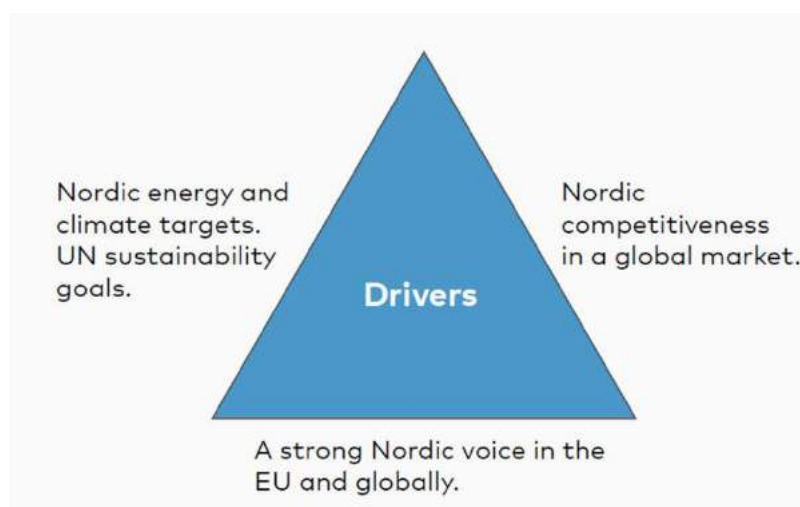 Nordic energy and
climate targets.
UN sustainability
goals.
Nordic
competitiveness
in a global market.
Drivers
A strong Nordic voice in the
EU and globally.